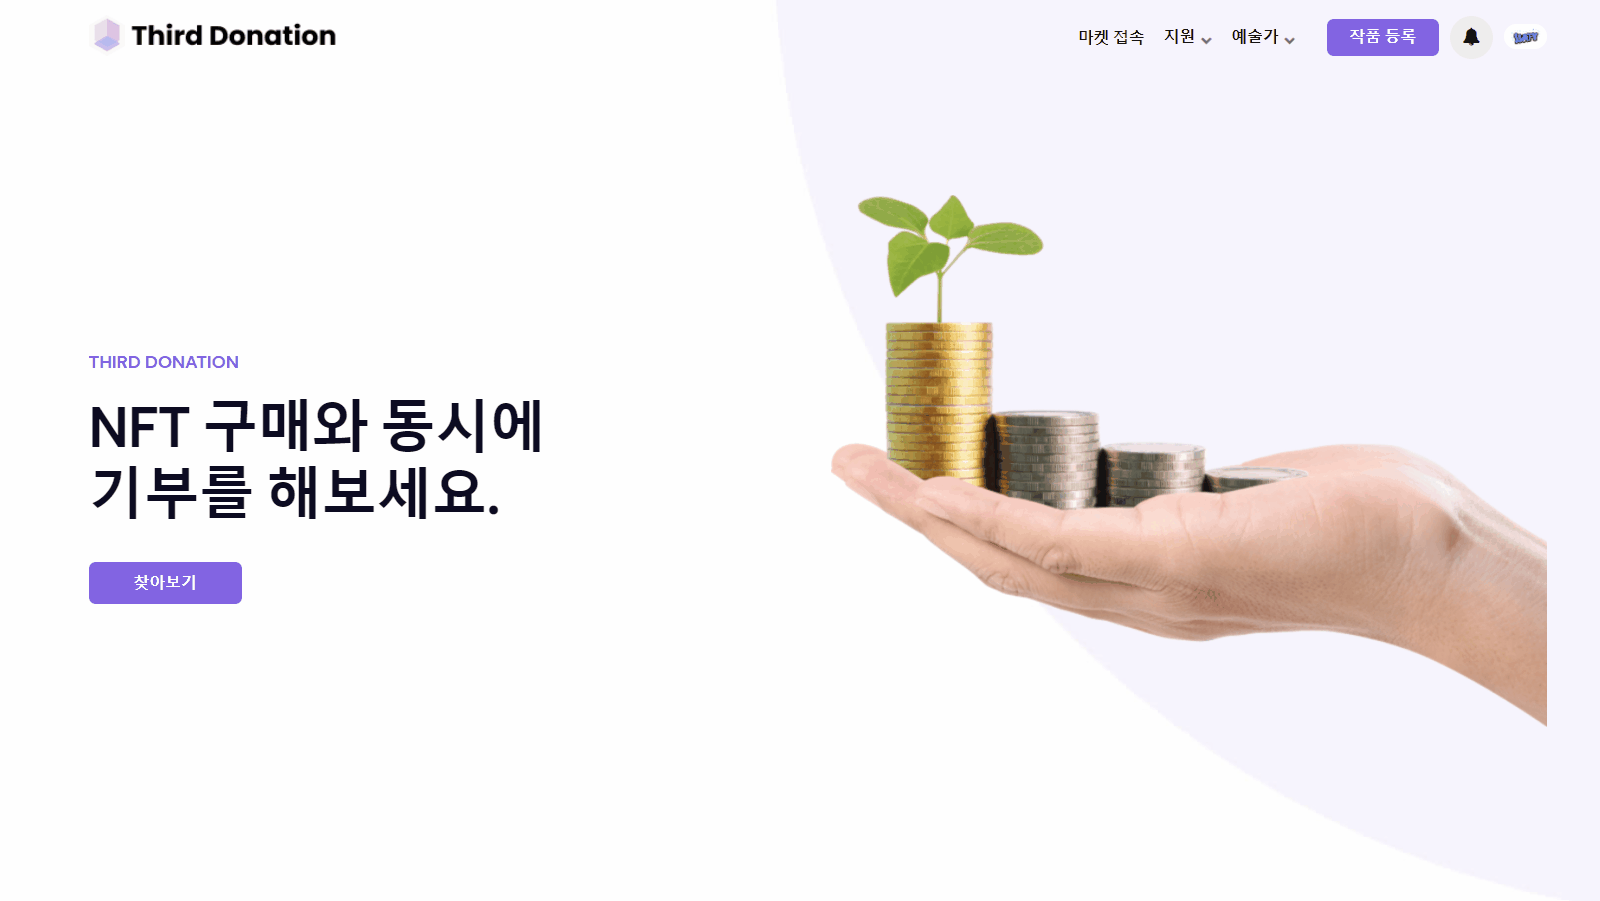 Third Donation
마켓 접속
지원
예술가
작품 등록
THIRD DONATION
NFT 구매와 동시에
기부를 해보세요.
찾아보기